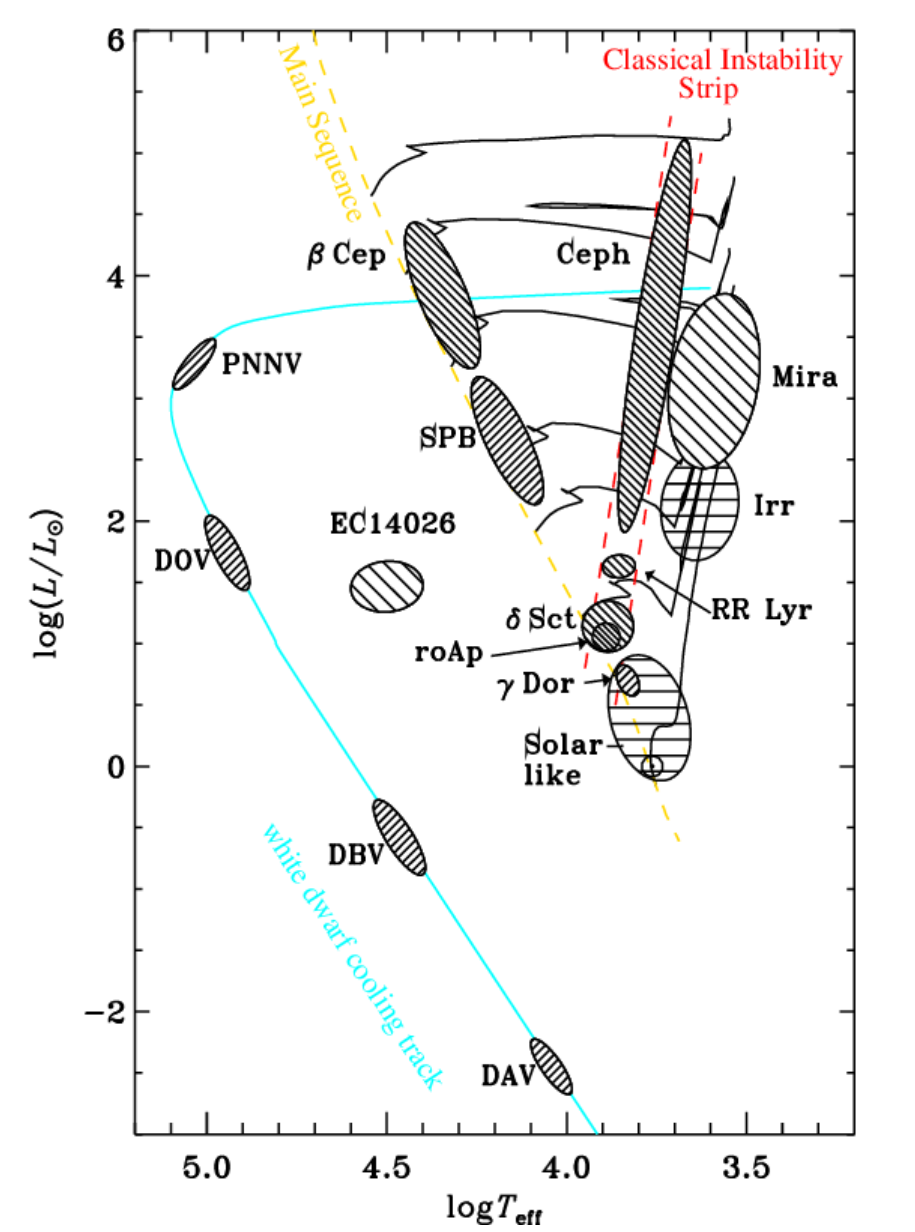 6
Classical Instability
Strip
Main Sequence
β Cep
Ceph
4
PNNV
Mira
SPB
Irr
2
EC14026
DOV
δ Sct
RR Lyr
roAp
γ Dor
Solar
like
0
DBV
white dwarf cooling track
−2
DAV
log(L/L⊙)
5.0 4.5 4.0 3.5
logTeff